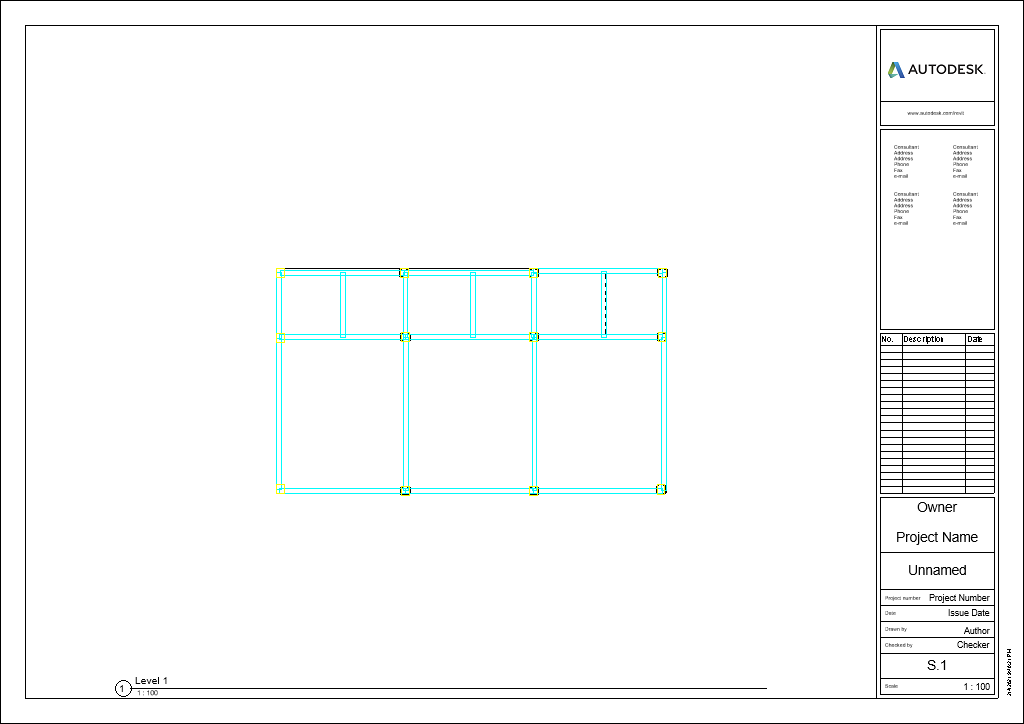 AUTODESK.
www.autodesk.com/revit
Consultant
Address
Address
Phone
Fax
e-mail
Consultant
Address
Address
Phone
Fax
e-mail
Consultant
Address
Address
Phone
Fax
e-mail
Consultant
Address
Address
Phone
Fax
e-mail
No. Description Date
Owner
Project Name
Unnamed
Project number Project Number
Date Issue Date
Drawn by Author
Checked by Checker
S.1
Scale 1 : 100
1 Level 1
1 : 100